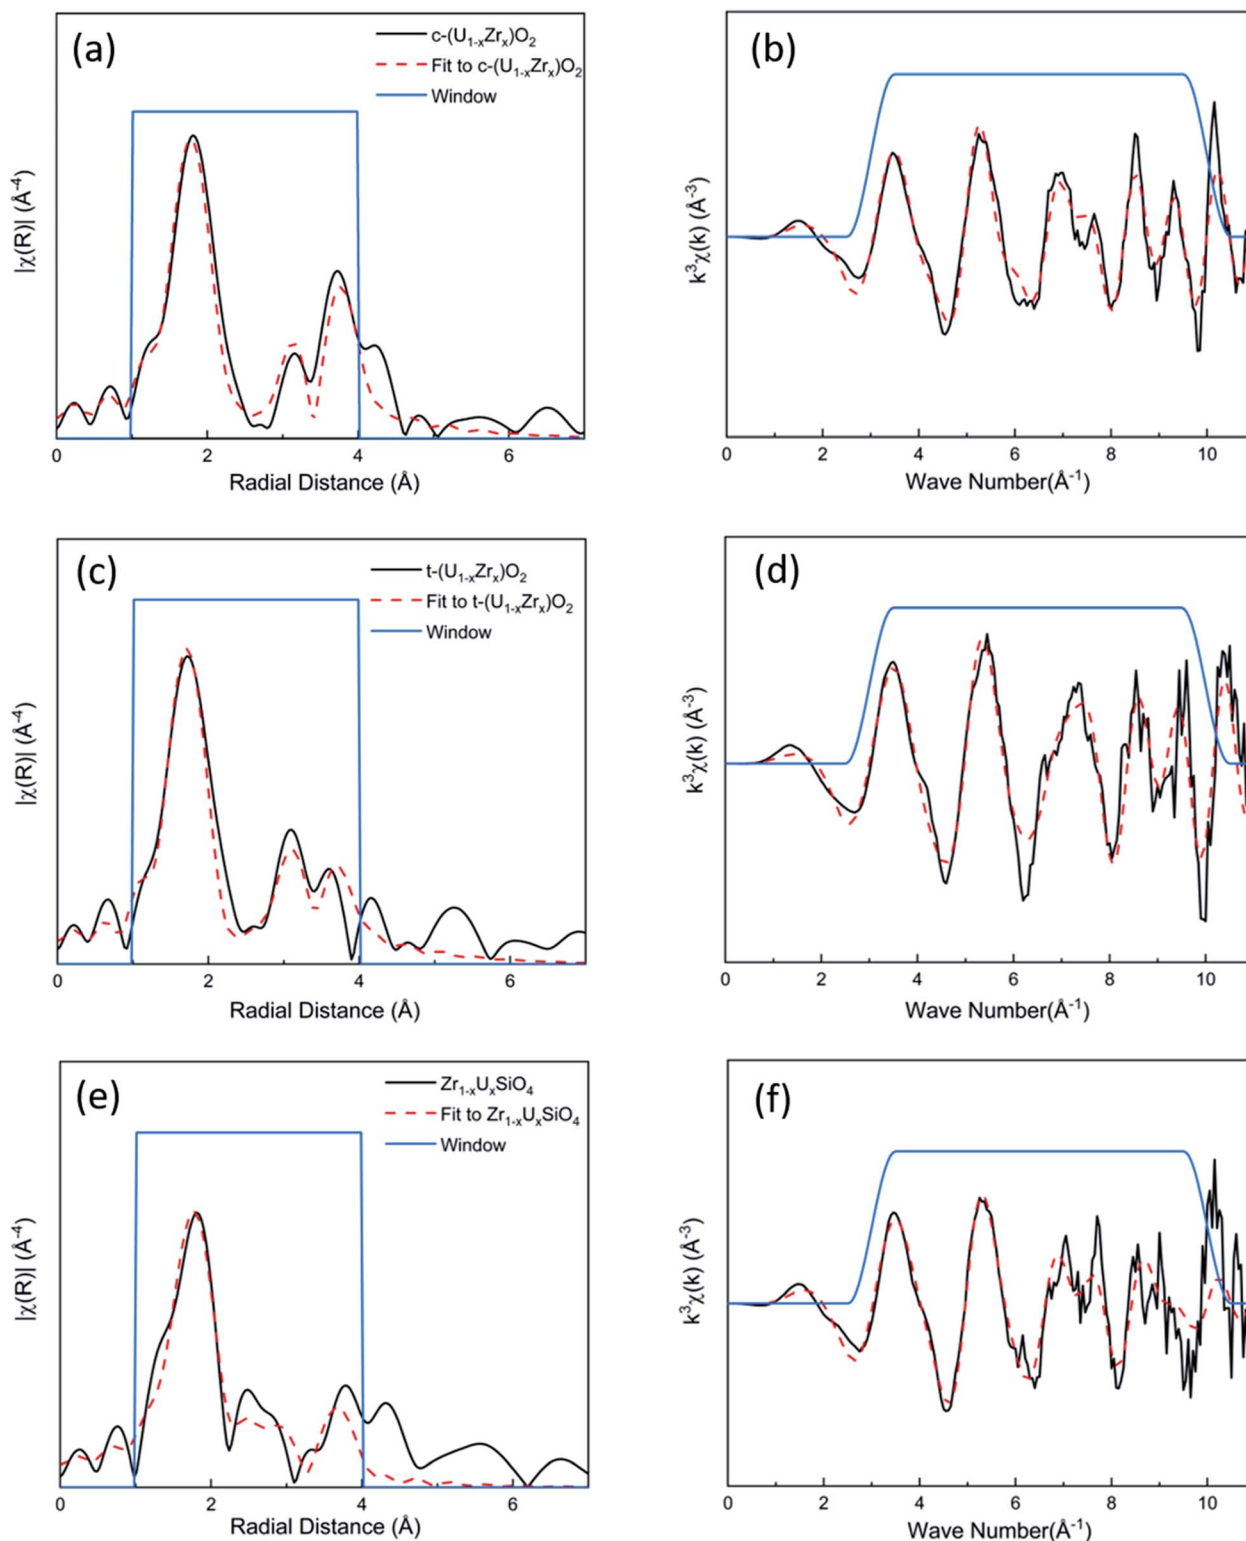 (a)
c-(U₁₋ₓZrₓ)O₂
Fit to c-(U₁₋ₓZrₓ)O₂
Window
|χ(R)| (Å⁻⁴)
0 2 4 6
Radial Distance (Å)
(b)
k³χ(k) (Å⁻³)
0 2 4 6 8 10
Wave Number(Å⁻¹)
(c)
t-(U₁₋ₓZrₓ)O₂
Fit to t-(U₁₋ₓZrₓ)O₂
Window
|χ(R)| (Å⁻⁴)
0 2 4 6
Radial Distance (Å)
(d)
k³χ(k) (Å⁻³)
0 2 4 6 8 10
Wave Number(Å⁻¹)
(e)
Zr₁₋ₓUₓSiO₄
Fit to Zr₁₋ₓUₓSiO₄
Window
|χ(R)| (Å⁻⁴)
0 2 4 6
Radial Distance (Å)
(f)
k³χ(k) (Å⁻³)
0 2 4 6 8 10
Wave Number(Å⁻¹)